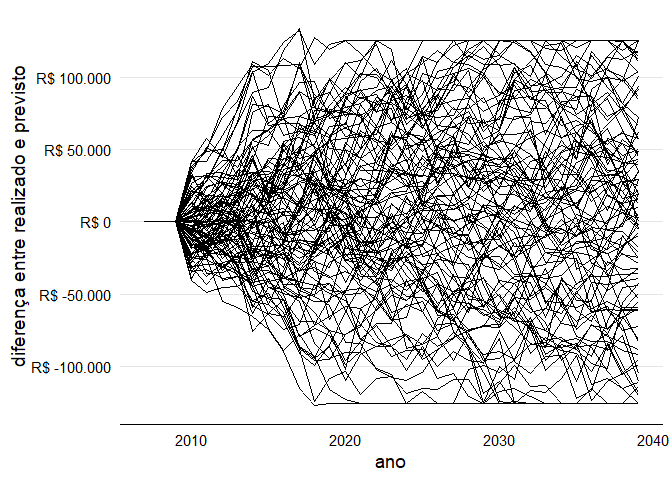 diferença entre realizado e previsto
R$ 100.000
R$ 50.000
R$ 0
R$ -50.000
R$ -100.000
2010 2020 2030 2040
ano